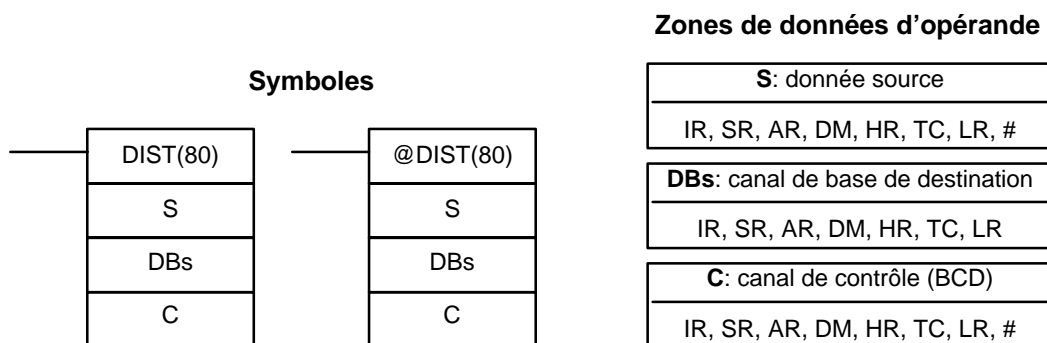 Zones de données d’opérande
Symboles
DIST(80)
S
DBs
C
@DIST(80)
S
DBs
C
S: donnée source
IR, SR, AR, DM, HR, TC, LR, #
DBs: canal de base de destination
IR, SR, AR, DM, HR, TC, LR
C: canal de contrôle (BCD)
IR, SR, AR, DM, HR, TC, LR, #